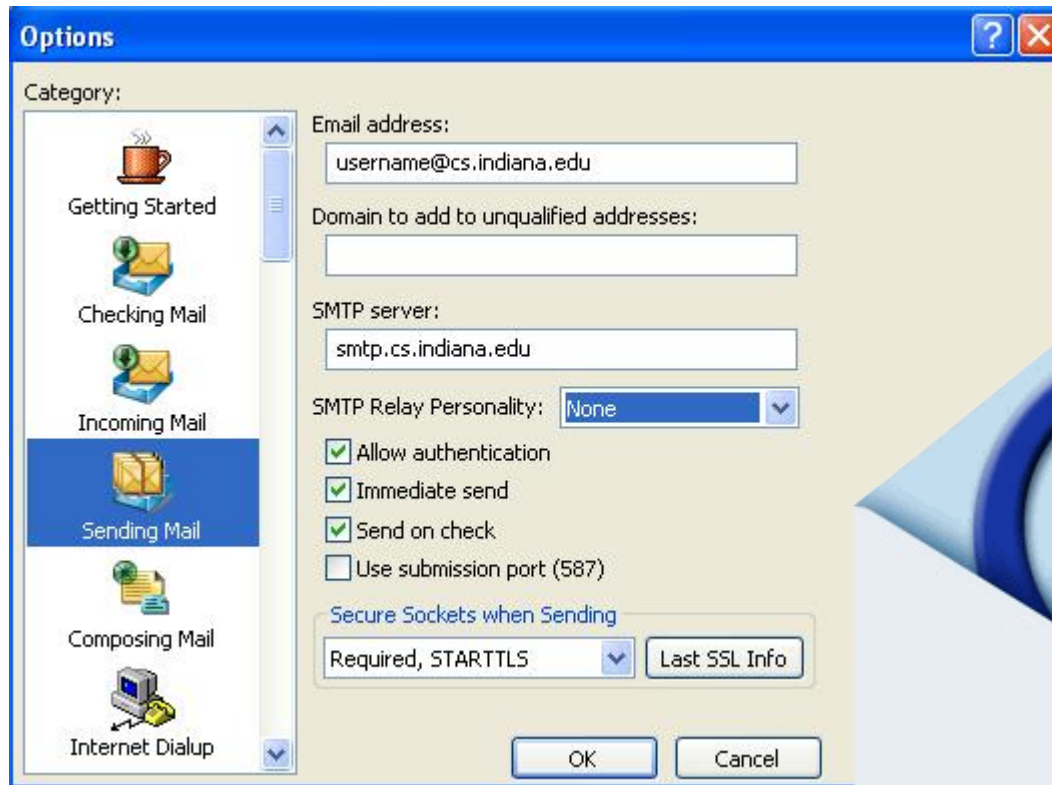 Options
Category:
Getting Started
Checking Mail
Incoming Mail
Sending Mail
Composing Mail
Internet Dialup
Email address:
username@cs.indiana.edu
Domain to add to unqualified addresses:
SMTP server:
smtp.cs.indiana.edu
SMTP Relay Personality: None
Allow authentication
Immediate send
Send on check
Use submission port (587)
Secure Sockets when Sending
Required, STARTTLS Last SSL Info
OK Cancel